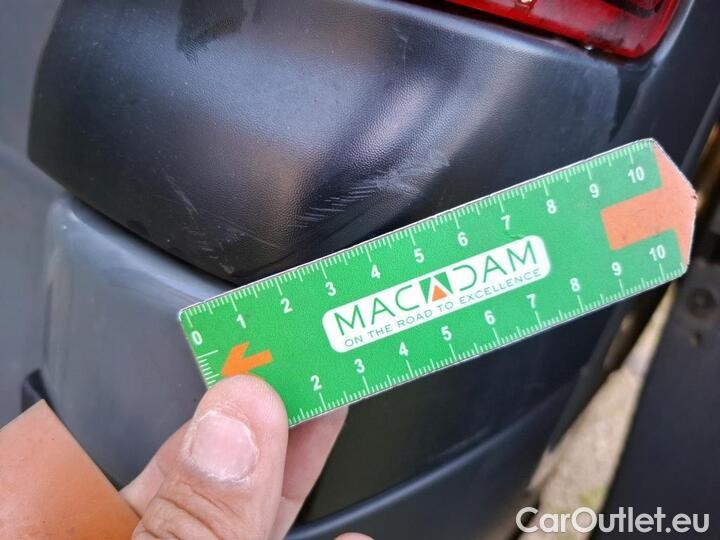 0 1 2 3 4 5 6 7 8 9 10
MACADAM
ON THE ROAD TO EXCELLENCE
2 3 4 5 6 7 8 9 10
CarOutlet.eu